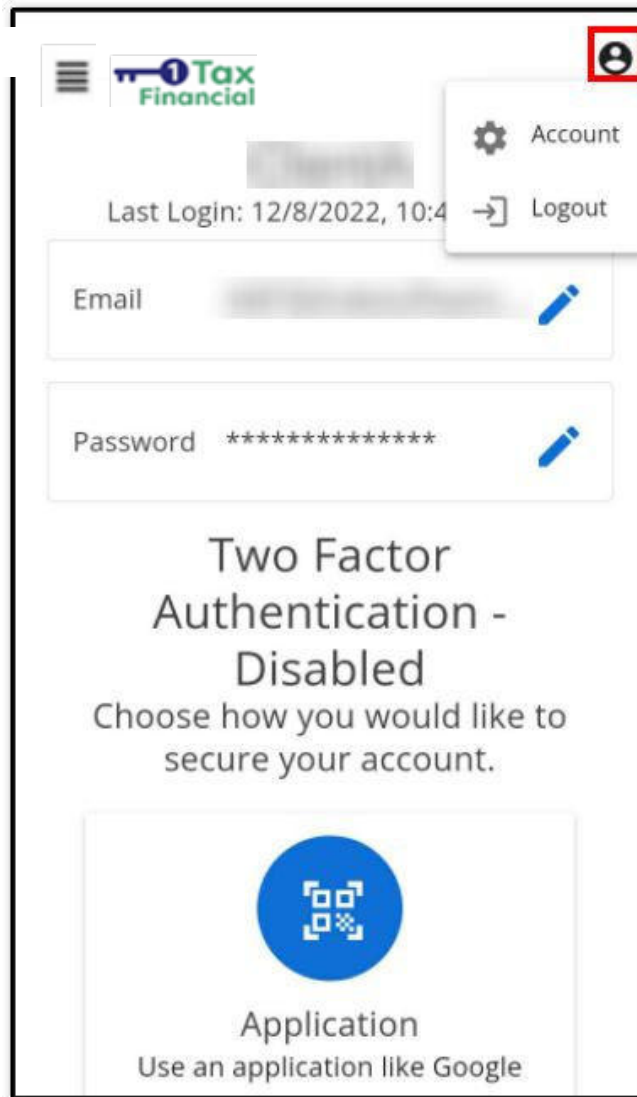 1 Tax
Financial
Account
Logout
Last Login: 12/8/2022, 10:4
Email
Password **************
Two Factor
Authentication -
Disabled
Choose how you would like to
secure your account.
Application
Use an application like Google